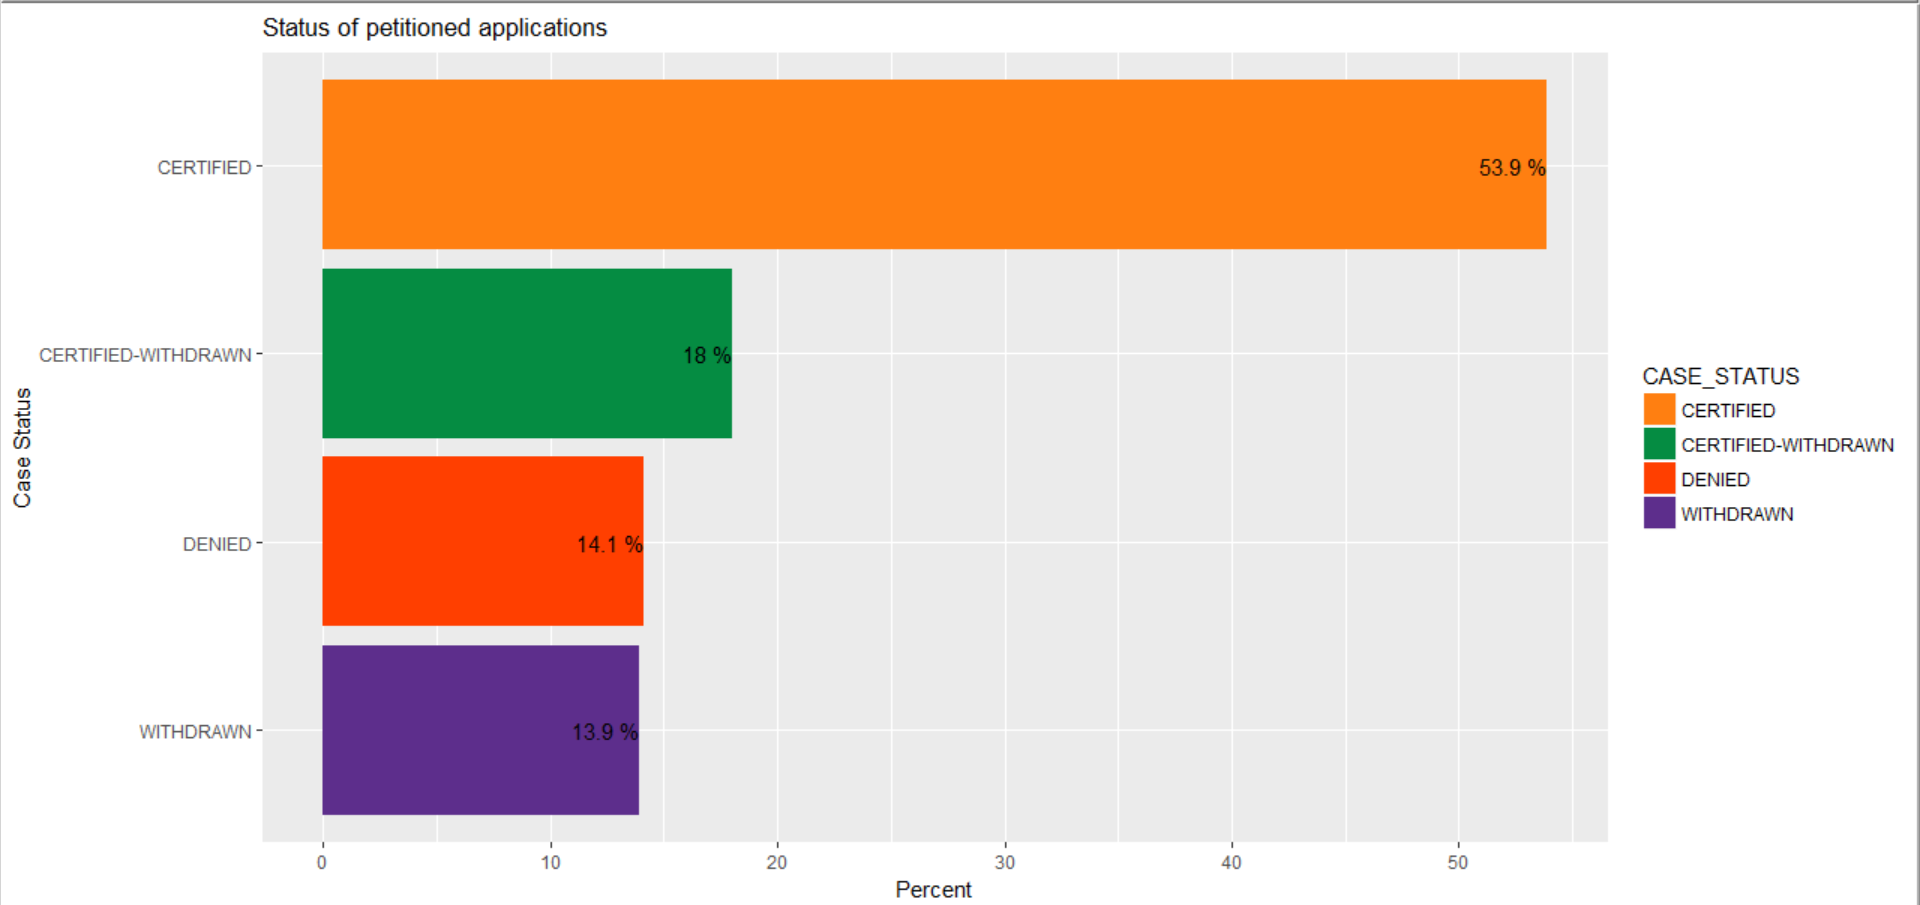 Status of petitioned applications
CERTIFIED
53.9 %
CERTIFIED-WITHDRAWN
18 %
DENIED
14.1 %
WITHDRAWN
13.9 %
Case Status
0 10 20 30 40 50
Percent
CASE_STATUS
CERTIFIED
CERTIFIED-WITHDRAWN
DENIED
WITHDRAWN